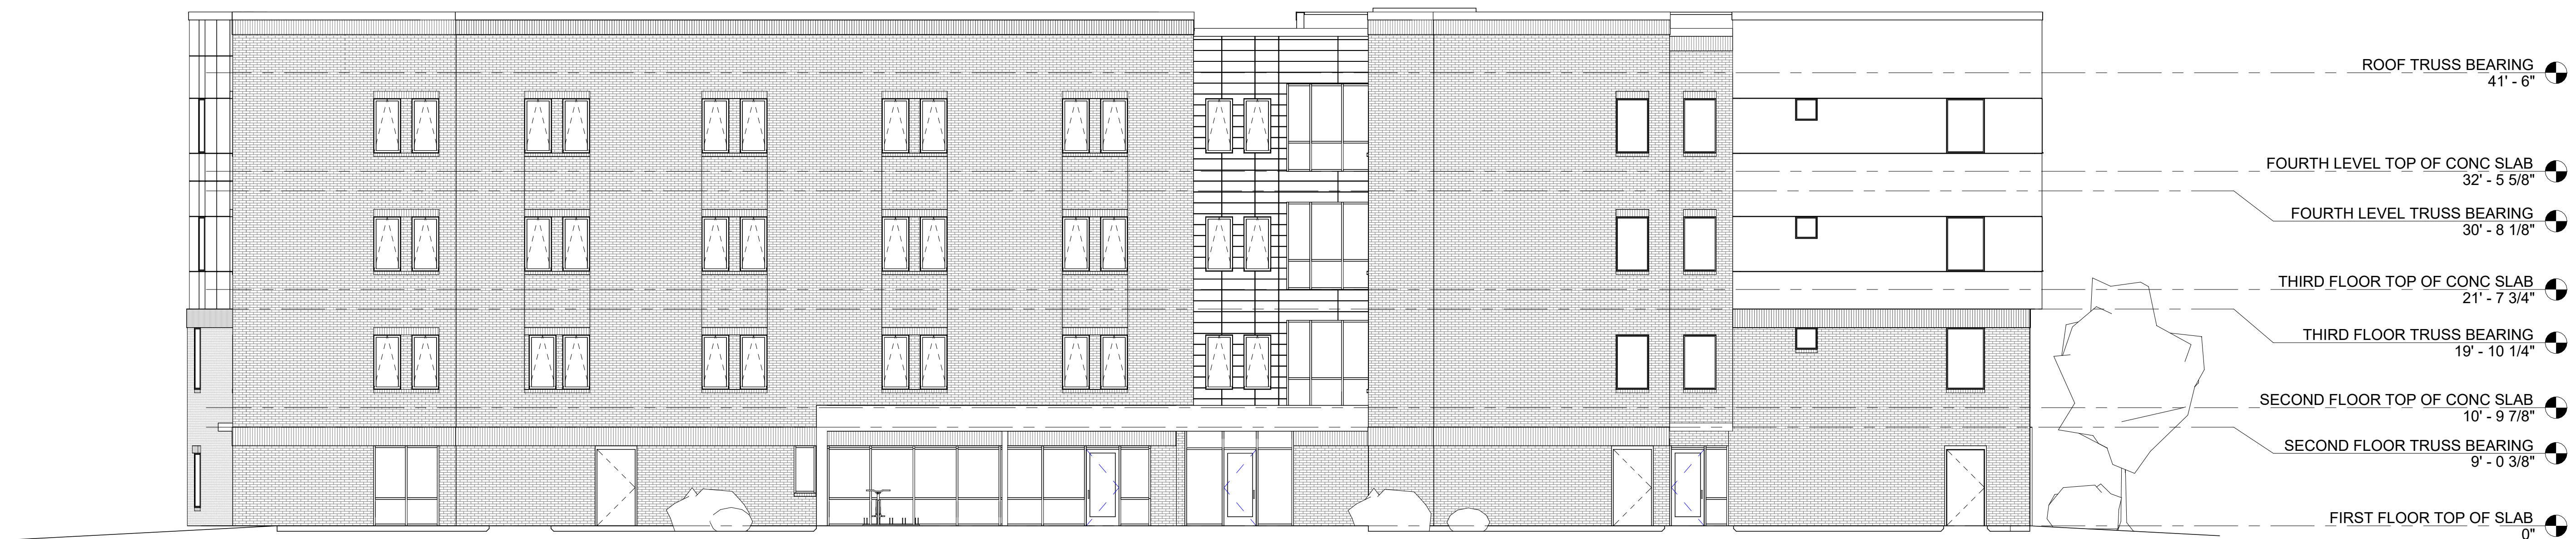 ROOF TRUSS BEARING
41' - 6"
FOURTH LEVEL TOP OF CONC SLAB
32' - 5 5/8"
FOURTH LEVEL TRUSS BEARING
30' - 8 1/8"
THIRD FLOOR TOP OF CONC SLAB
21' - 7 3/4"
THIRD FLOOR TRUSS BEARING
19' - 10 1/4"
SECOND FLOOR TOP OF CONC SLAB
10' - 9 7/8"
SECOND FLOOR TRUSS BEARING
9' - 0 3/8"
FIRST FLOOR TOP OF SLAB
0"